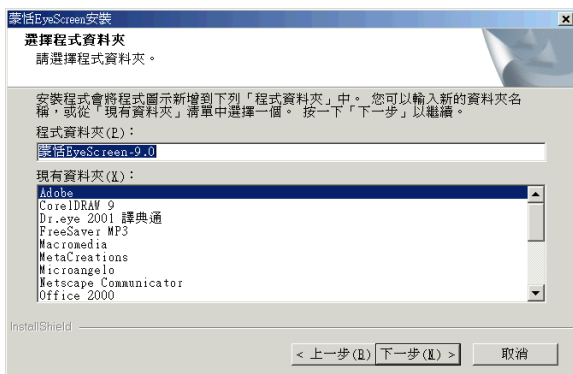 蒙恬EyeScreen安裝
選擇程式資料夾
請選擇程式資料夾。
安裝程式會將程式圖示新增到下列「程式資料夾」中。 您可以輸入新的資料夾名
稱，或從「現有資料夾」清單中選擇一個。 按一下「下一步」以繼續。
程式資料夾(P)：
蒙恬EyeScreen-9.0
現有資料夾(X)：
Adobe
CorelDRAW 9
Dr.eye 2001 譯典通
FreeSaver MP3
Macromedia
MetaCreations
Microangelo
Netscape Communicator
Office 2000
InstallShield
< 上一步(B) 下一步(N) > 取消